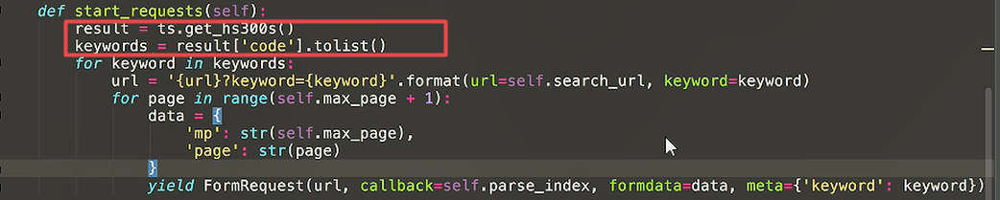 def start_requests(self):
result = ts.get_hs300s()
keywords = result['code'].tolist()
for keyword in keywords:
url = '{url}?keyword={keyword}'.format(url=self.search_url, keyword=keyword)
for page in range(self.max_page + 1):
data = {
'mp': str(self.max_page),
'page': str(page)
}
yield FormRequest(url, callback=self.parse_index, formdata=data, meta={'keyword': keyword})